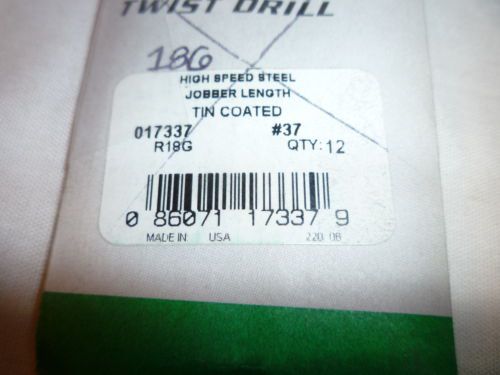 TWIST DRILL
186
HIGH SPEED STEEL
JOBBER LENGTH
TIN COATED
017337 #37
R18G QTY: 12
0 86071 17337 9
MADE IN USA 220.08